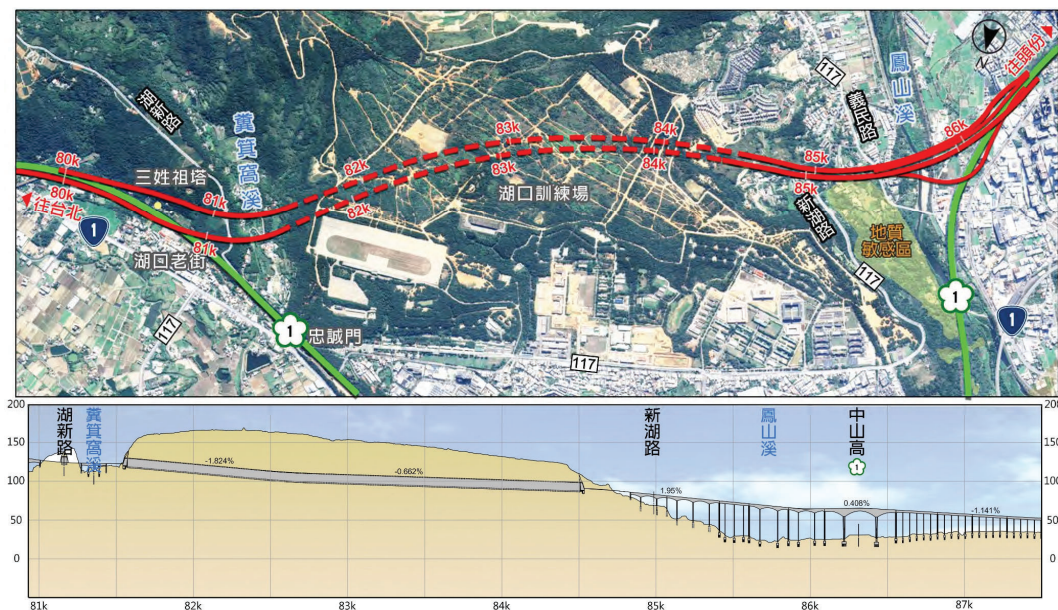 湖新路
糞箕窩溪
80k
80k
往台北
1
三姓祖塔
湖口老街
81k
81k
117
1
忠誠門
82k
82k
83k
83k
湖口訓練場
84k
84k
117
117
新湖路
85k
85k
117
義民路
鳳山溪
地質
敏感區
86k
往頭份
N
1
1
200
150
100
50
0
湖新路
糞箕窩溪
-1.824%
-0.662%
新湖路
1.95%
鳳山溪
中山高
1
0.408%
-1.141%
200
150
100
50
0
81k
82k
83k
84k
85k
86k
87k